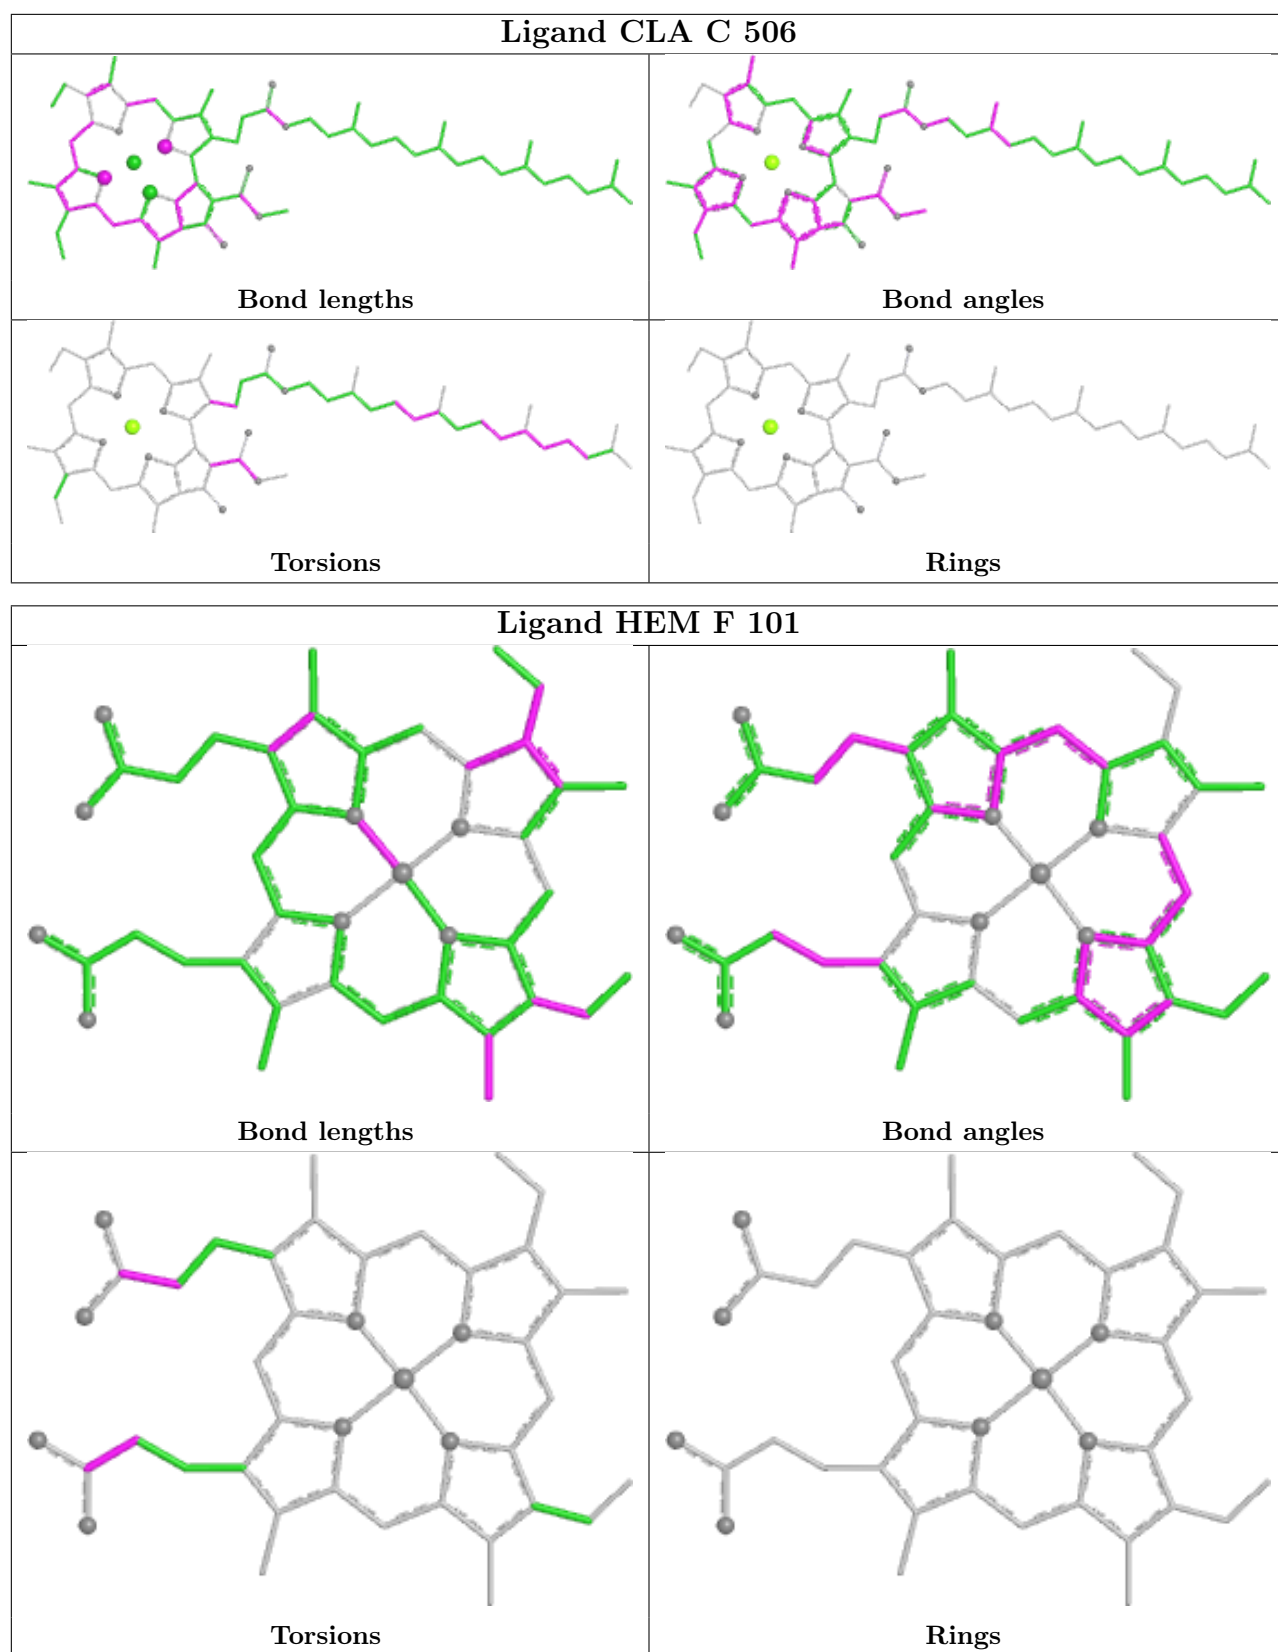 Ligand CLA C 506
Bond lengths
Bond angles
Torsions
Rings
Ligand HEM F 101
Bond lengths
Bond angles
Torsions
Rings